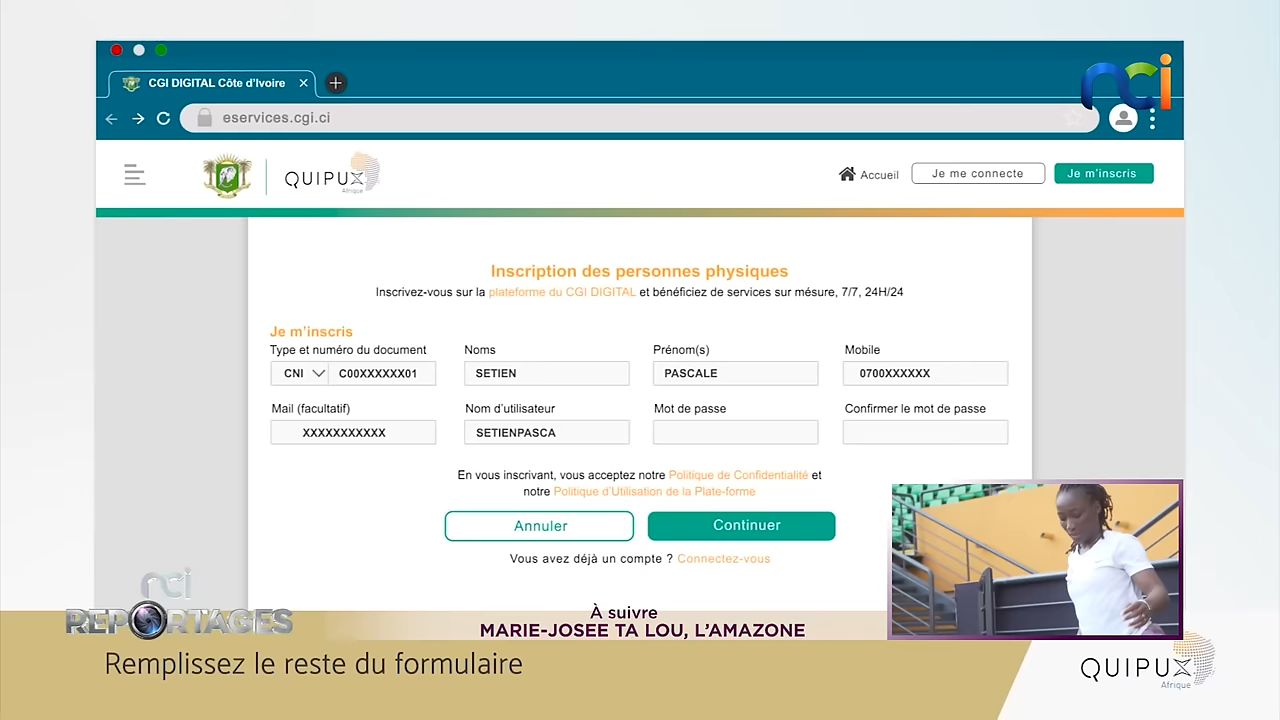 CGI DIGITAL Côte d'Ivoire
nci
eservices.cgi.ci
QUIPUX
Afrique
Accueil
Je me connecte
Je m'inscris
Inscription des personnes physiques
Inscrivez-vous sur la plateforme du CGI DIGITAL et bénéficiez de services sur mésure, 7/7, 24H/24
Je m'inscris
Type et numéro du document
Noms
Prénom(s)
Mobile
CNI
C00XXXXXX01
SETIEN
PASCALE
0700XXXXXX
Mail (facultatif)
Nom d'utilisateur
Mot de passe
Confirmer le mot de passe
XXXXXXXXXXX
SETIENPASCA
En vous inscrivant, vous acceptez notre Politique de Confidentialité et
notre Politique d'Utilisation de la Plate-forme
Annuler
Continuer
Vous avez déjà un compte ? Connectez-vous
nci
REPORTAGES
À suivre
MARIE-JOSEE TA LOU, L'AMAZONE
Remplissez le reste du formulaire
QUIPUX
Afrique